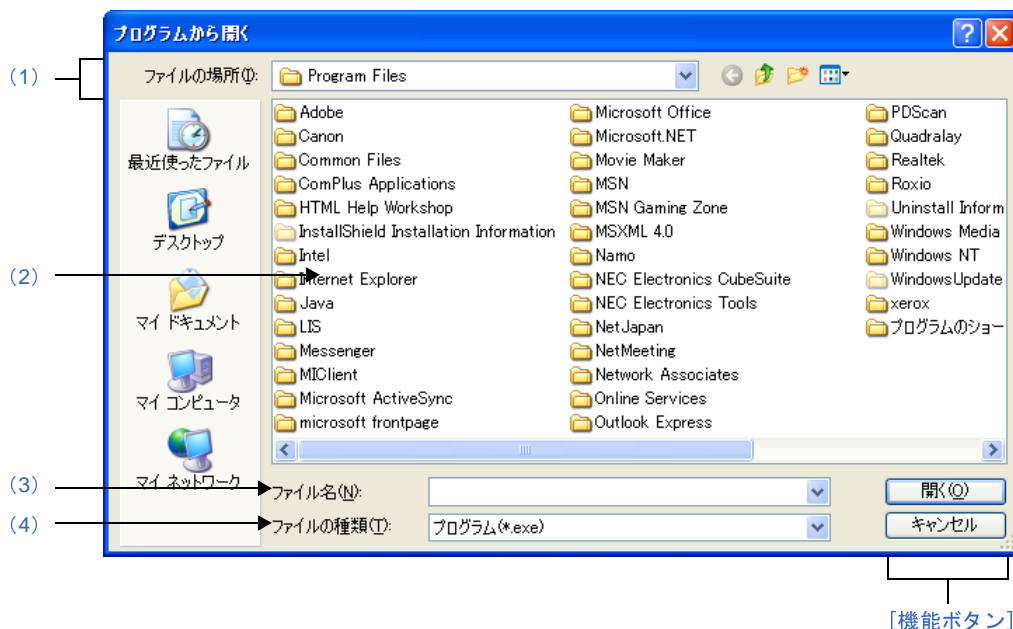 プログラムから開く
(1)
ファイルの場所(I):
Program Files
最近使ったファイル
デスクトップ
マイ ドキュメント
マイ コンピュータ
マイ ネットワーク
(2)
Adobe
Canon
Common Files
ComPlus Applications
HTML Help Workshop
InstallShield Installation Information
Intel
Internet Explorer
Java
LIS
Messenger
MIClient
Microsoft ActiveSync
microsoft frontpage
Microsoft Office
Microsoft.NET
Movie Maker
MSN
MSN Gaming Zone
MSXML 4.0
Namo
NEC Electronics CubeSuite
NEC Electronics Tools
NetJapan
NetMeeting
Network Associates
Online Services
Outlook Express
PDScan
Quadralay
Realtek
Roxio
Uninstall Inform
Windows Media
Windows NT
WindowsUpdate
xerox
プログラムのショー
(3)
ファイル名(N):
開く(O)
(4)
ファイルの種類(T):
プログラム(*.exe)
キャンセル
[機能ボタン]